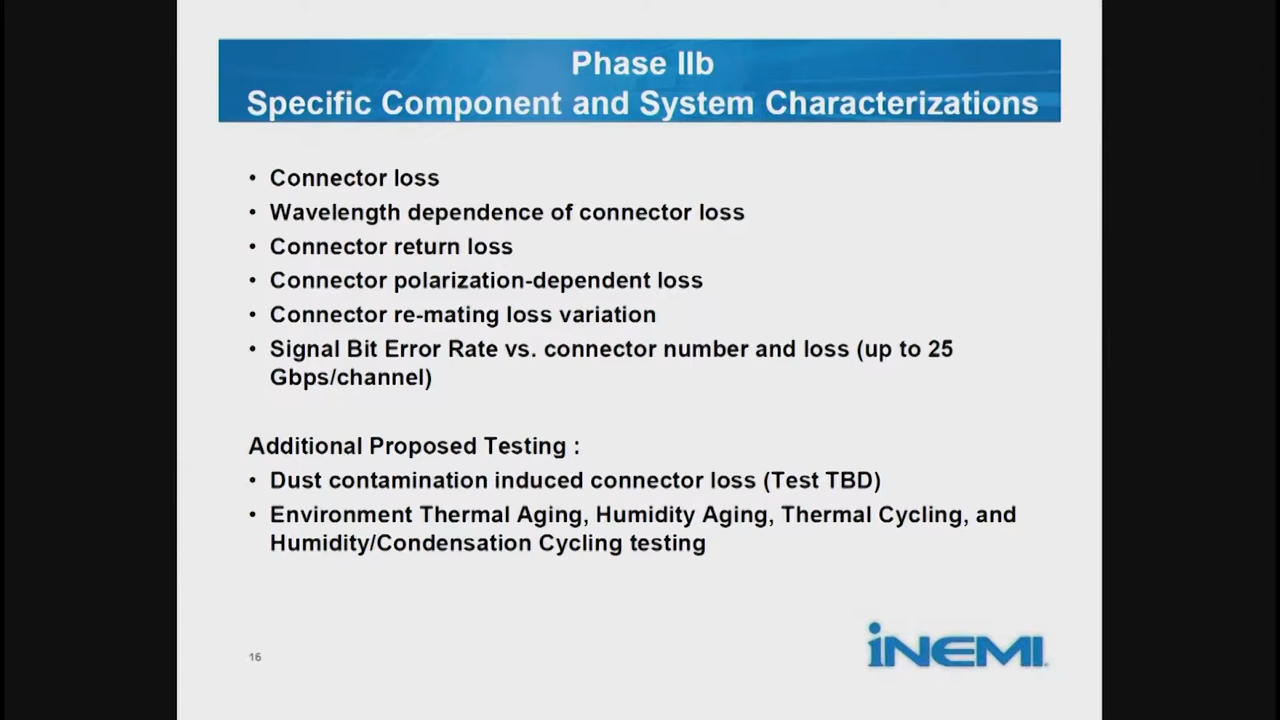 Phase IIb
Specific Component and System Characterizations
• Connector loss
• Wavelength dependence of connector loss
• Connector return loss
• Connector polarization-dependent loss
• Connector re-mating loss variation
• Signal Bit Error Rate vs. connector number and loss (up to 25
Gbps/channel)
Additional Proposed Testing :
• Dust contamination induced connector loss (Test TBD)
• Environment Thermal Aging, Humidity Aging, Thermal Cycling, and
Humidity/Condensation Cycling testing
16
iNEMI